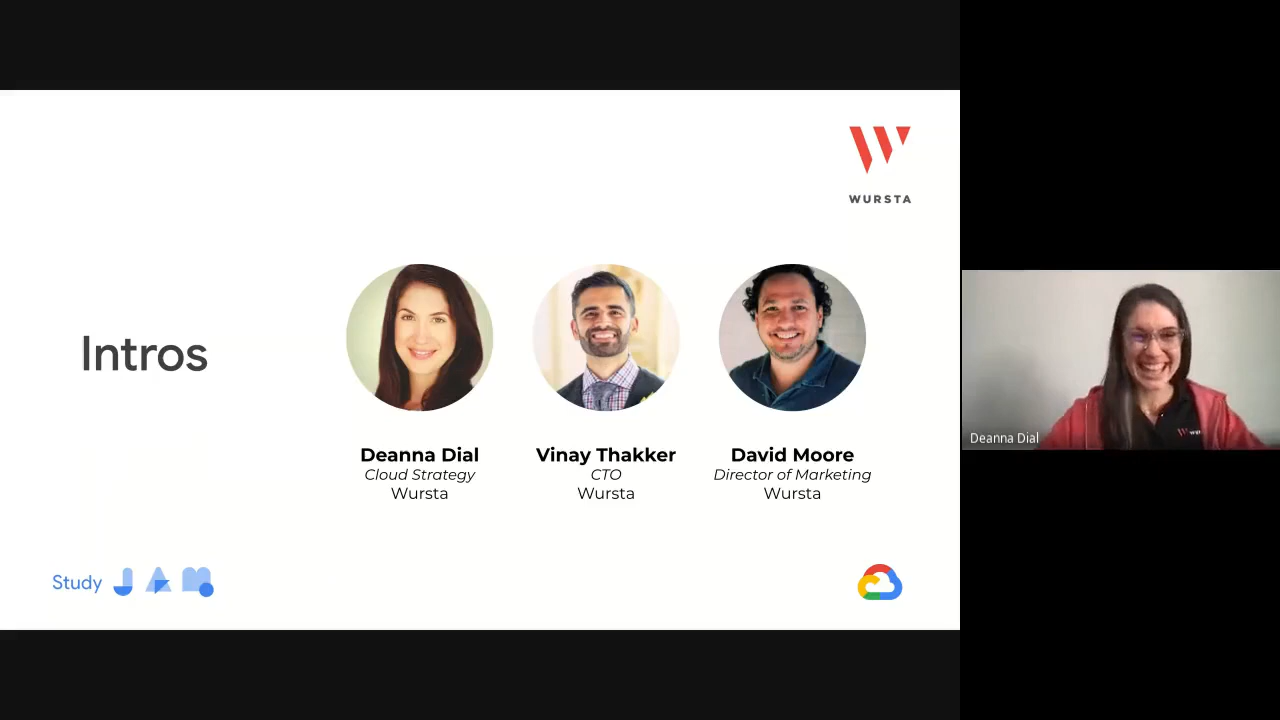 WURSTA
Intros
Deanna Dial
Cloud Strategy
Wursta
Vinay Thakker
CTO
Wursta
David Moore
Director of Marketing
Wursta
Study JAM
Deanna Dial